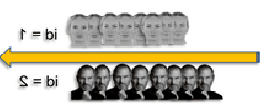 id = 1
id = 2